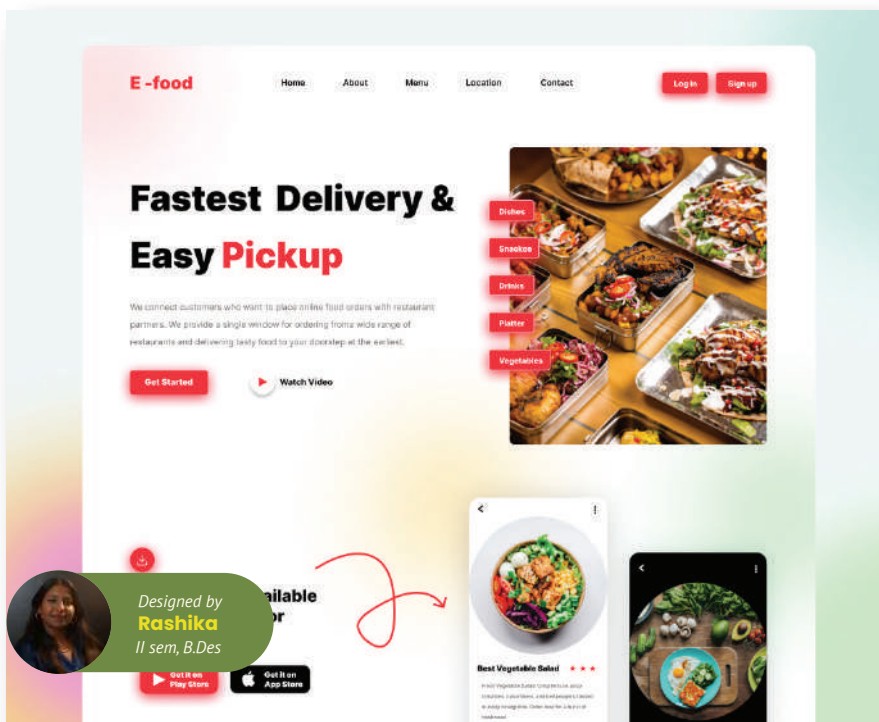 E -food
Home About Menu Location Contact
Log in Sign up
Fastest Delivery &
Easy Pickup
We connect customers who want to place online food orders with restaurant
partners. We provide a single window for ordering froma wide range of
restaurants and delivering tasty food to your doorstep at the earliest.
Get Started
Watch Video
Dishes
Snackes
Drinks
Platter
Vegetables
ailable
or
Designed by
Rashika
II sem, B.Des
Get it on
Play Store
Get it on
App Store
Best Vegetable Salad